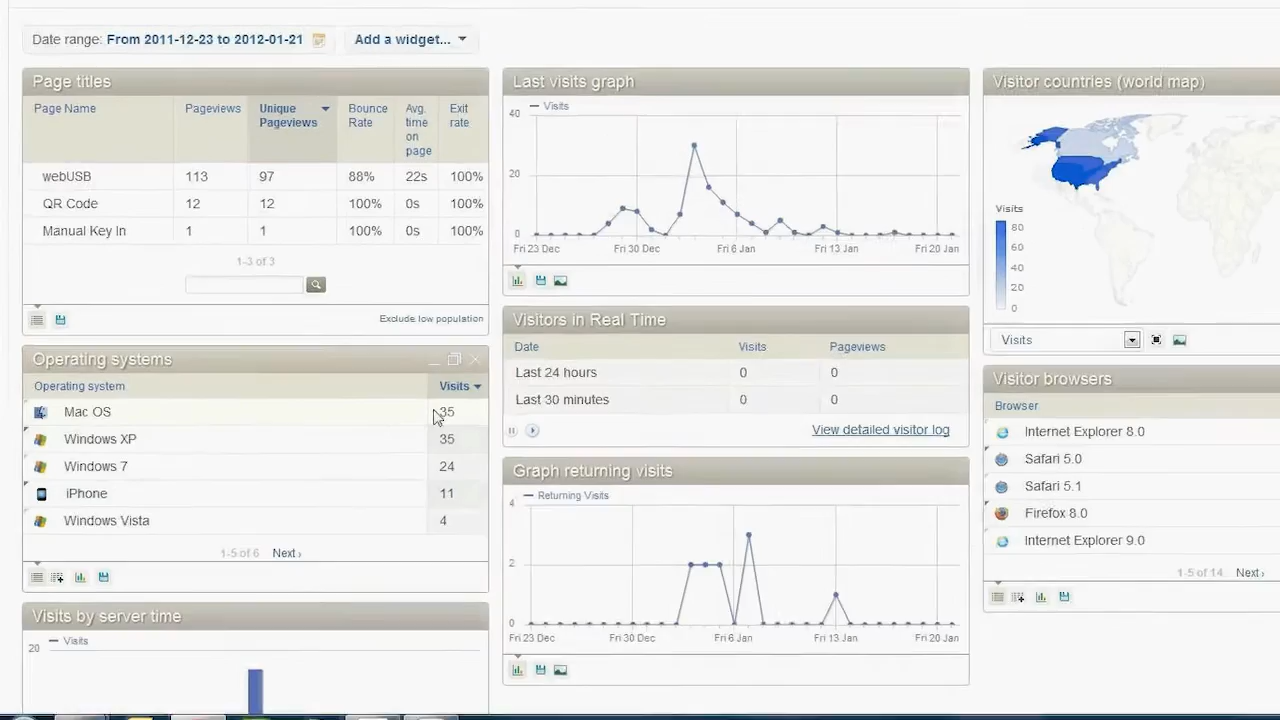 Date range: From 2011-12-23 to 2012-01-21
Add a widget...
Page titles
Page Name Pageviews Unique Pageviews Bounce Rate Avg. time on page Exit rate
webUSB 113 97 88% 22s 100%
QR Code 12 12 100% 0s 100%
Manual Key In 1 1 100% 0s 100%
1-3 of 3
Exclude low population
Operating systems
Operating system Visits
Mac OS 35
Windows XP 35
Windows 7 24
iPhone 11
Windows Vista 4
1-5 of 6 Next ›
Visits by server time
Visits
20
Last visits graph
Visits
40
20
0
Fri 23 Dec Fri 30 Dec Fri 6 Jan Fri 13 Jan Fri 20 Jan
Visitors in Real Time
Date Visits Pageviews
Last 24 hours 0 0
Last 30 minutes 0 0
View detailed visitor log
Graph returning visits
Returning Visits
4
2
0
Fri 23 Dec Fri 30 Dec Fri 6 Jan Fri 13 Jan Fri 20 Jan
Visitor countries (world map)
Visits
80
60
40
20
0
Visits
Visitor browsers
Browser
Internet Explorer 8.0
Safari 5.0
Safari 5.1
Firefox 8.0
Internet Explorer 9.0
1-5 of 14 Next ›